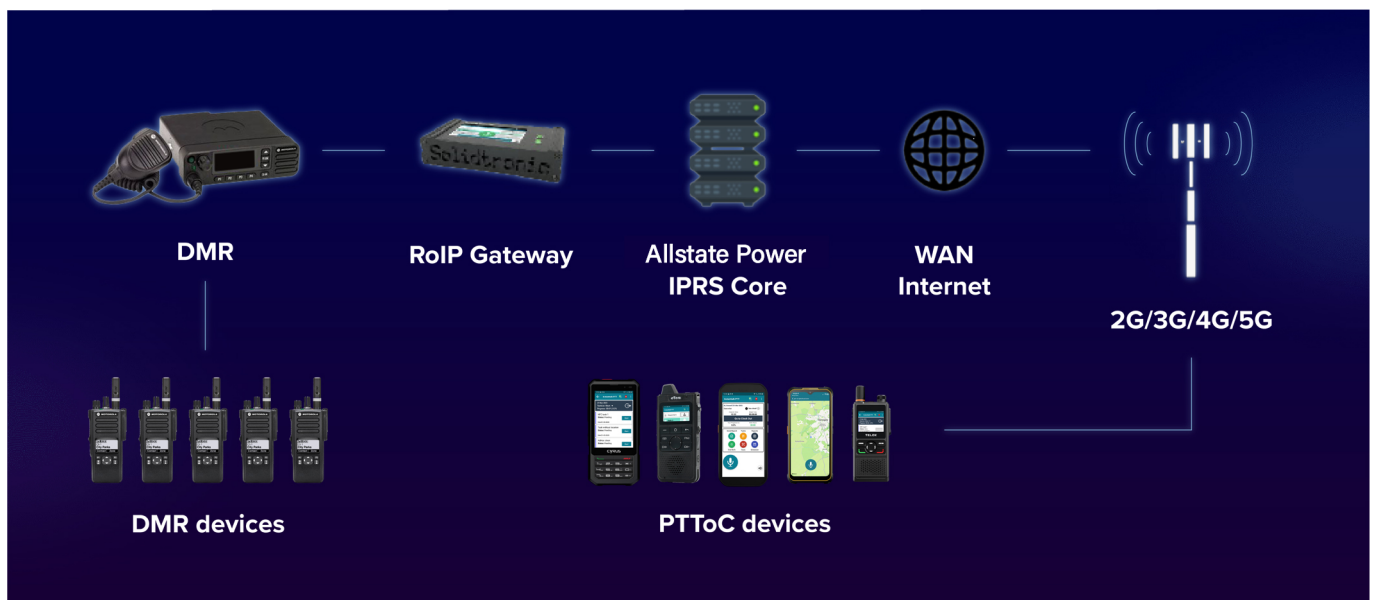 Solidtronic
DMR
RoIP Gateway
Allstate Power
IPRS Core
WAN
Internet
2G/3G/4G/5G
DMR devices
PTToC devices